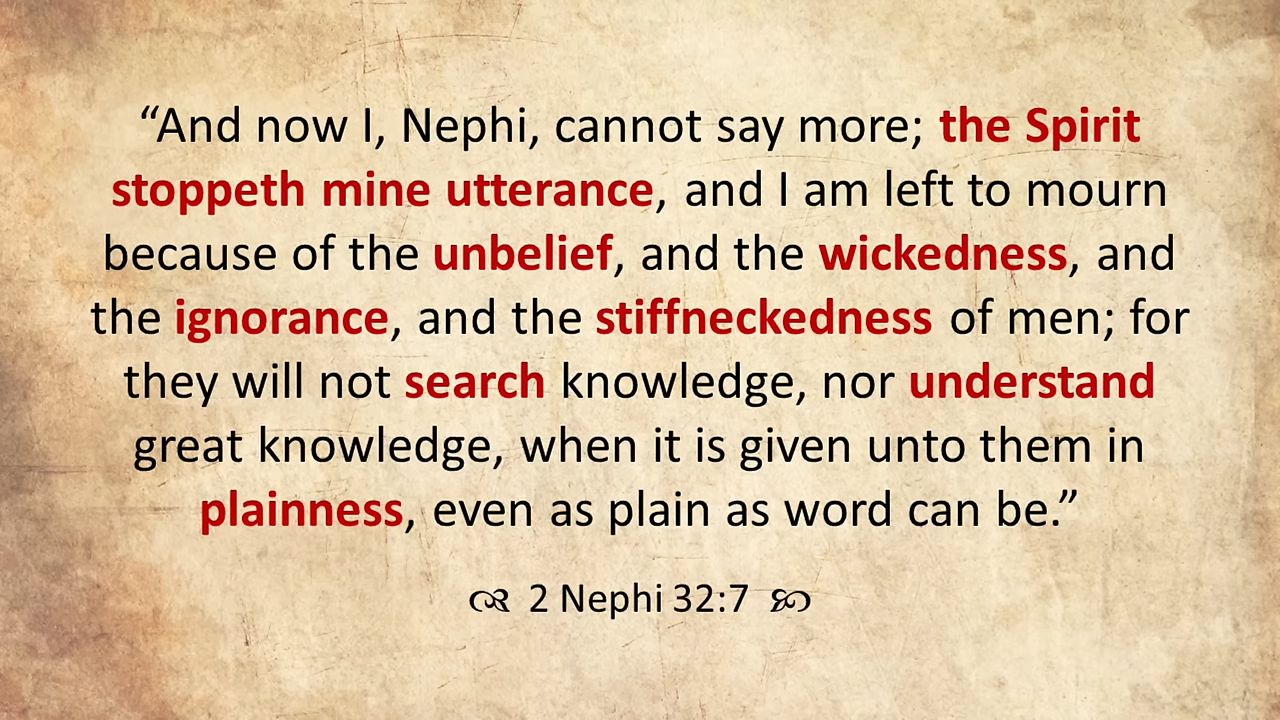 “And now I, Nephi, cannot say more; the Spirit
stoppeth mine utterance, and I am left to mourn
because of the unbelief, and the wickedness, and
the ignorance, and the stiffneckedness of men; for
they will not search knowledge, nor understand
great knowledge, when it is given unto them in
plainness, even as plain as word can be.”
2 Nephi 32:7